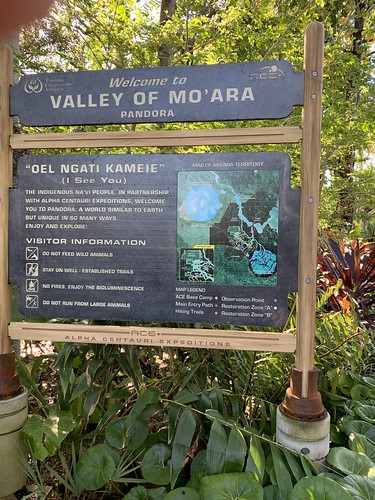 Welcome to
ACE
VALLEY OF MO'ARA
PANDORA
"OEL NGATI KAMEIE"
(I See You)
THE INDIGENOUS NA'VI PEOPLE, IN PARTNERSHIP
WITH ALPHA CENTAURI EXPEDITIONS, WELCOME
YOU TO PANDORA, A WORLD SIMILAR TO EARTH
BUT UNIQUE IN SO MANY WAYS.
ENJOY AND EXPLORE!
VISITOR INFORMATION
DO NOT FEED WILD ANIMALS
STAY ON WELL - ESTABLISHED TRAILS
NO FIRES, ENJOY THE BIOLUMINESCENCE
DO NOT RUN FROM LARGE ANIMALS
MAP OF MO'ARA TERRITORY
MAP LEGEND
ACE Base Camp
Observation Point
Main Entry Path
Restoration Zone "A"
Hiking Trails
Restoration Zone "B"
ACE
ALPHA CENTAURI EXPEDITIONS